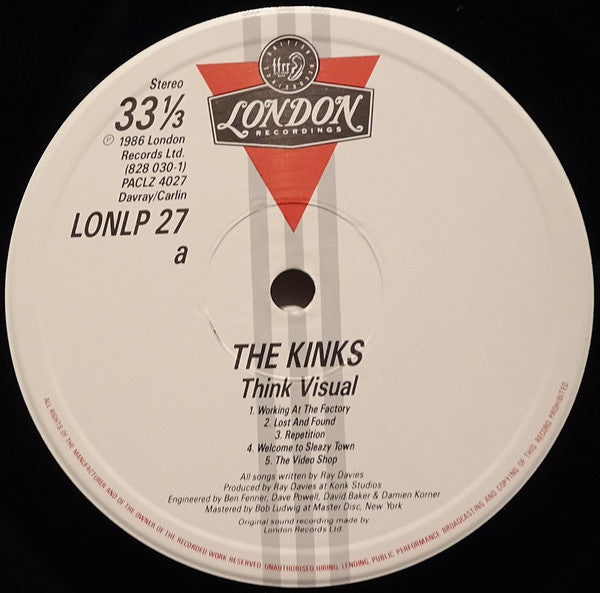 BRITISH
ffrr
LONDON
RECORDINGS
Stereo
33 1/3
℗ 1986 London
Records Ltd.
(828 030-1)
PACLZ 4027
Davray/Carlin
LONLP 27
a
THE KINKS
Think Visual
1. Working At The Factory
2. Lost And Found
3. Repetition
4. Welcome to Sleazy Town
5. The Video Shop
All songs written by Ray Davies
Produced by Ray Davies at Konk Studios
Engineered by Ben Fenner, Dave Powell, David Baker & Damien Korner
Mastered by Bob Ludwig at Master Disc, New York
Original sound recording made by
London Records Ltd.
ALL RIGHTS OF THE MANUFACTURER AND OF THE OWNER OF THE RECORDED WORK RESERVED. UNAUTHORISED HIRING, LENDING, PUBLIC PERFORMANCE, BROADCASTING AND COPYING OF THIS RECORD PROHIBITED